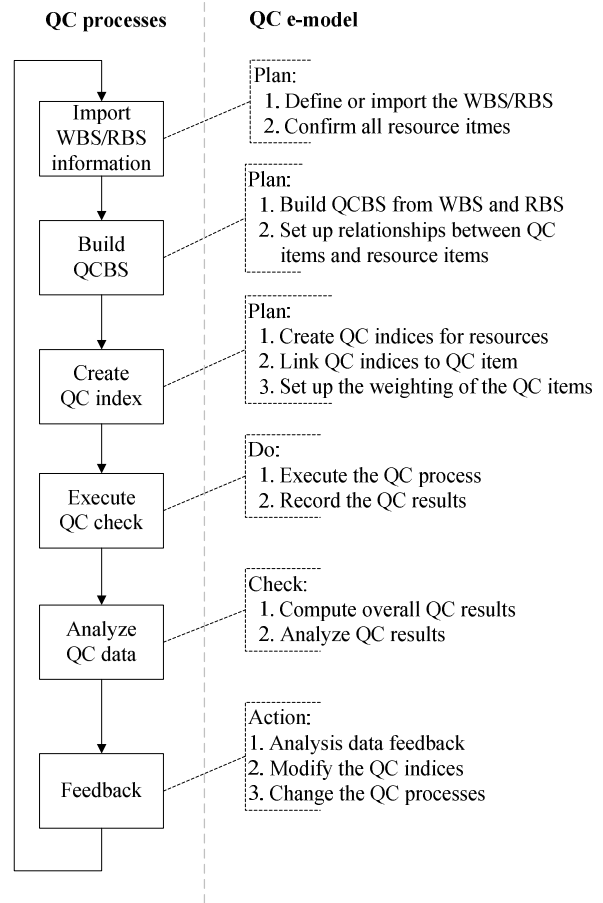 QC processes
QC e-model
Import
WBS/RBS
information
Plan:
1. Define or import the WBS/RBS
2. Confirm all resource itmes
Build
QCBS
Plan:
1. Build QCBS from WBS and RBS
2. Set up relationships between QC
items and resource items
Create
QC index
Plan:
1. Create QC indices for resources
2. Link QC indices to QC item
3. Set up the weighting of the QC items
Execute
QC check
Do:
1. Execute the QC process
2. Record the QC results
Analyze
QC data
Check:
1. Compute overall QC results
2. Analyze QC results
Feedback
Action:
1. Analysis data feedback
2. Modify the QC indices
3. Change the QC processes